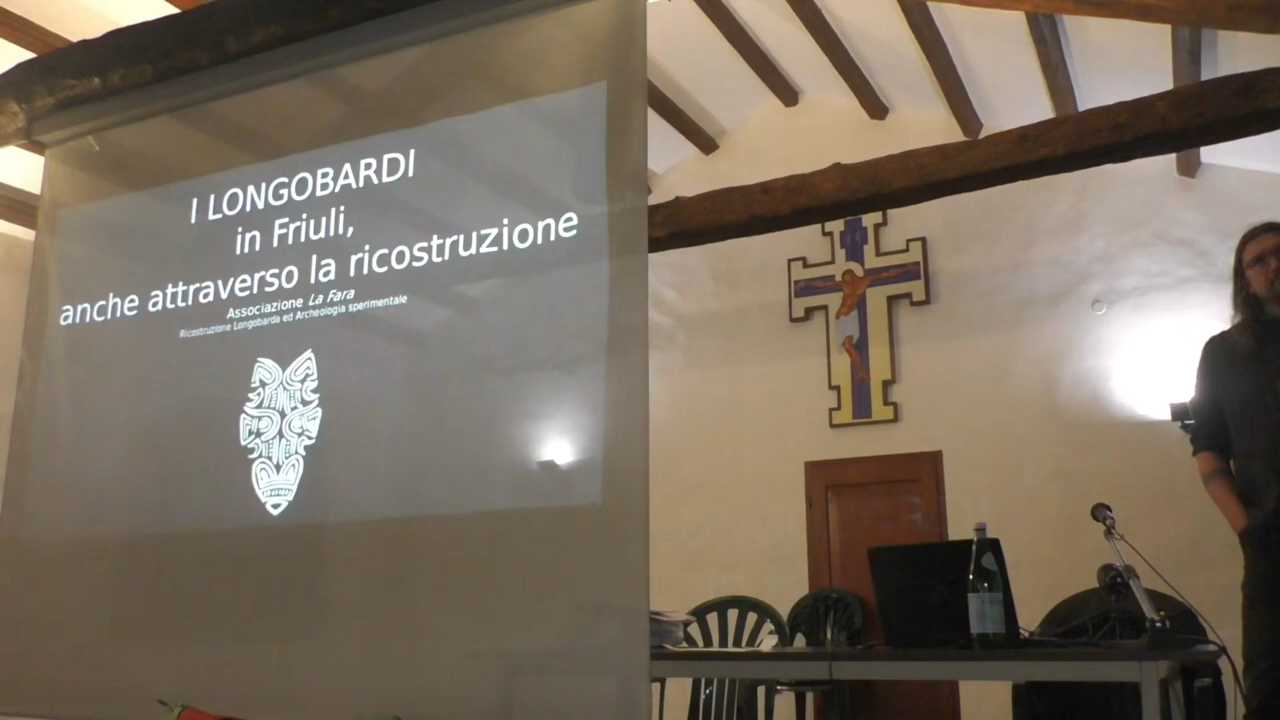 I LONGOBARDI
in Friuli,
anche attraverso la ricostruzione
Associazione La Fara
Ricostruzione Longobarda ed Archeologia sperimentale